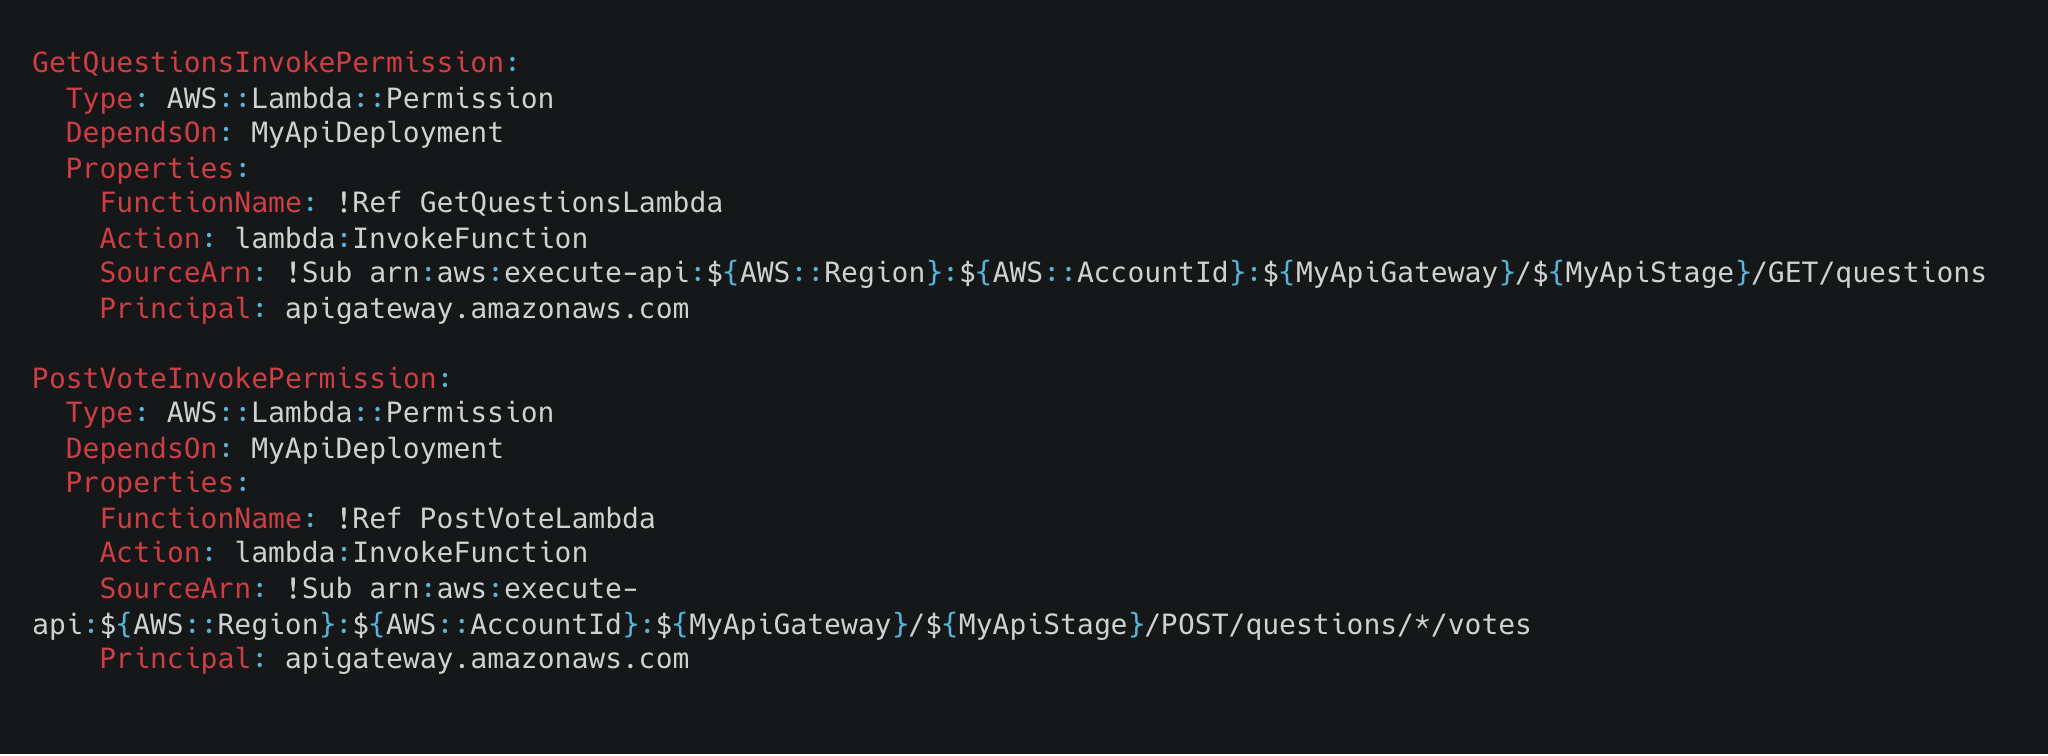 GetQuestionsInvokePermission:
  Type: AWS::Lambda::Permission
  DependsOn: MyApiDeployment
  Properties:
    FunctionName: !Ref GetQuestionsLambda
    Action: lambda:InvokeFunction
    SourceArn: !Sub arn:aws:execute-api:${AWS::Region}:${AWS::AccountId}:${MyApiGateway}/${MyApiStage}/GET/questions
    Principal: apigateway.amazonaws.com

PostVoteInvokePermission:
  Type: AWS::Lambda::Permission
  DependsOn: MyApiDeployment
  Properties:
    FunctionName: !Ref PostVoteLambda
    Action: lambda:InvokeFunction
    SourceArn: !Sub arn:aws:execute-
api:${AWS::Region}:${AWS::AccountId}:${MyApiGateway}/${MyApiStage}/POST/questions/*/votes
    Principal: apigateway.amazonaws.com